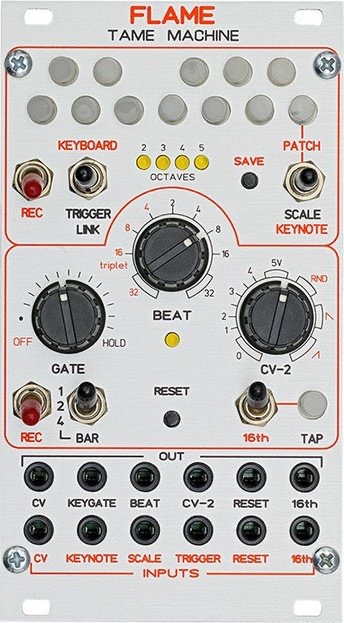 FLAME
TAME MACHINE
KEYBOARD
2 3 4 5
PATCH
OCTAVES
SAVE
REC
TRIGGER
LINK
SCALE
KEYNOTE
2
4 4
8 8
16 16
triplet
32 32
BEAT
OFF HOLD
GATE
5V
4 RND
3
2
1
0
CV-2
1
2
4
REC
BAR
RESET
16th
TAP
OUT
CV KEYGATE BEAT CV-2 RESET 16th
CV KEYNOTE SCALE TRIGGER RESET 16th
INPUTS